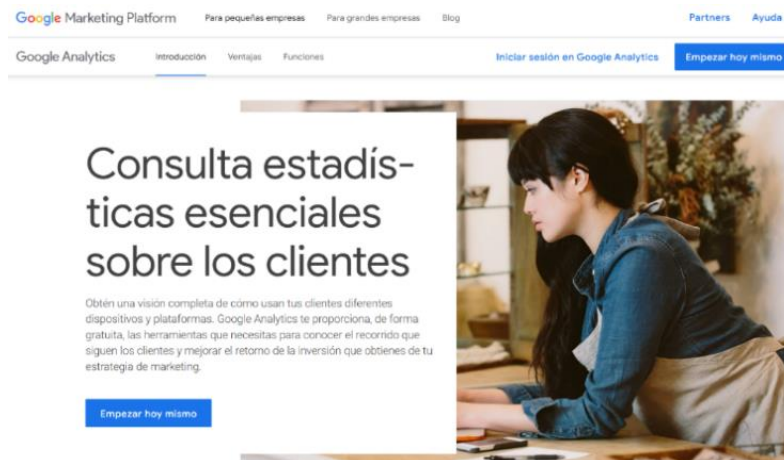 Google Marketing Platform Para pequeñas empresas Para grandes empresas Blog Partners Ayuda
Google Analytics Introducción Ventajas Funciones Iniciar sesión en Google Analytics Empezar hoy mismo
Consulta estadís-
ticas esenciales
sobre los clientes
Obtén una visión completa de cómo usan tus clientes diferentes
dispositivos y plataformas. Google Analytics te proporciona, de forma
gratuita, las herramientas que necesitas para conocer el recorrido que
siguen los clientes y mejorar el retorno de la inversión que obtienes de tu
estrategia de marketing.
Empezar hoy mismo